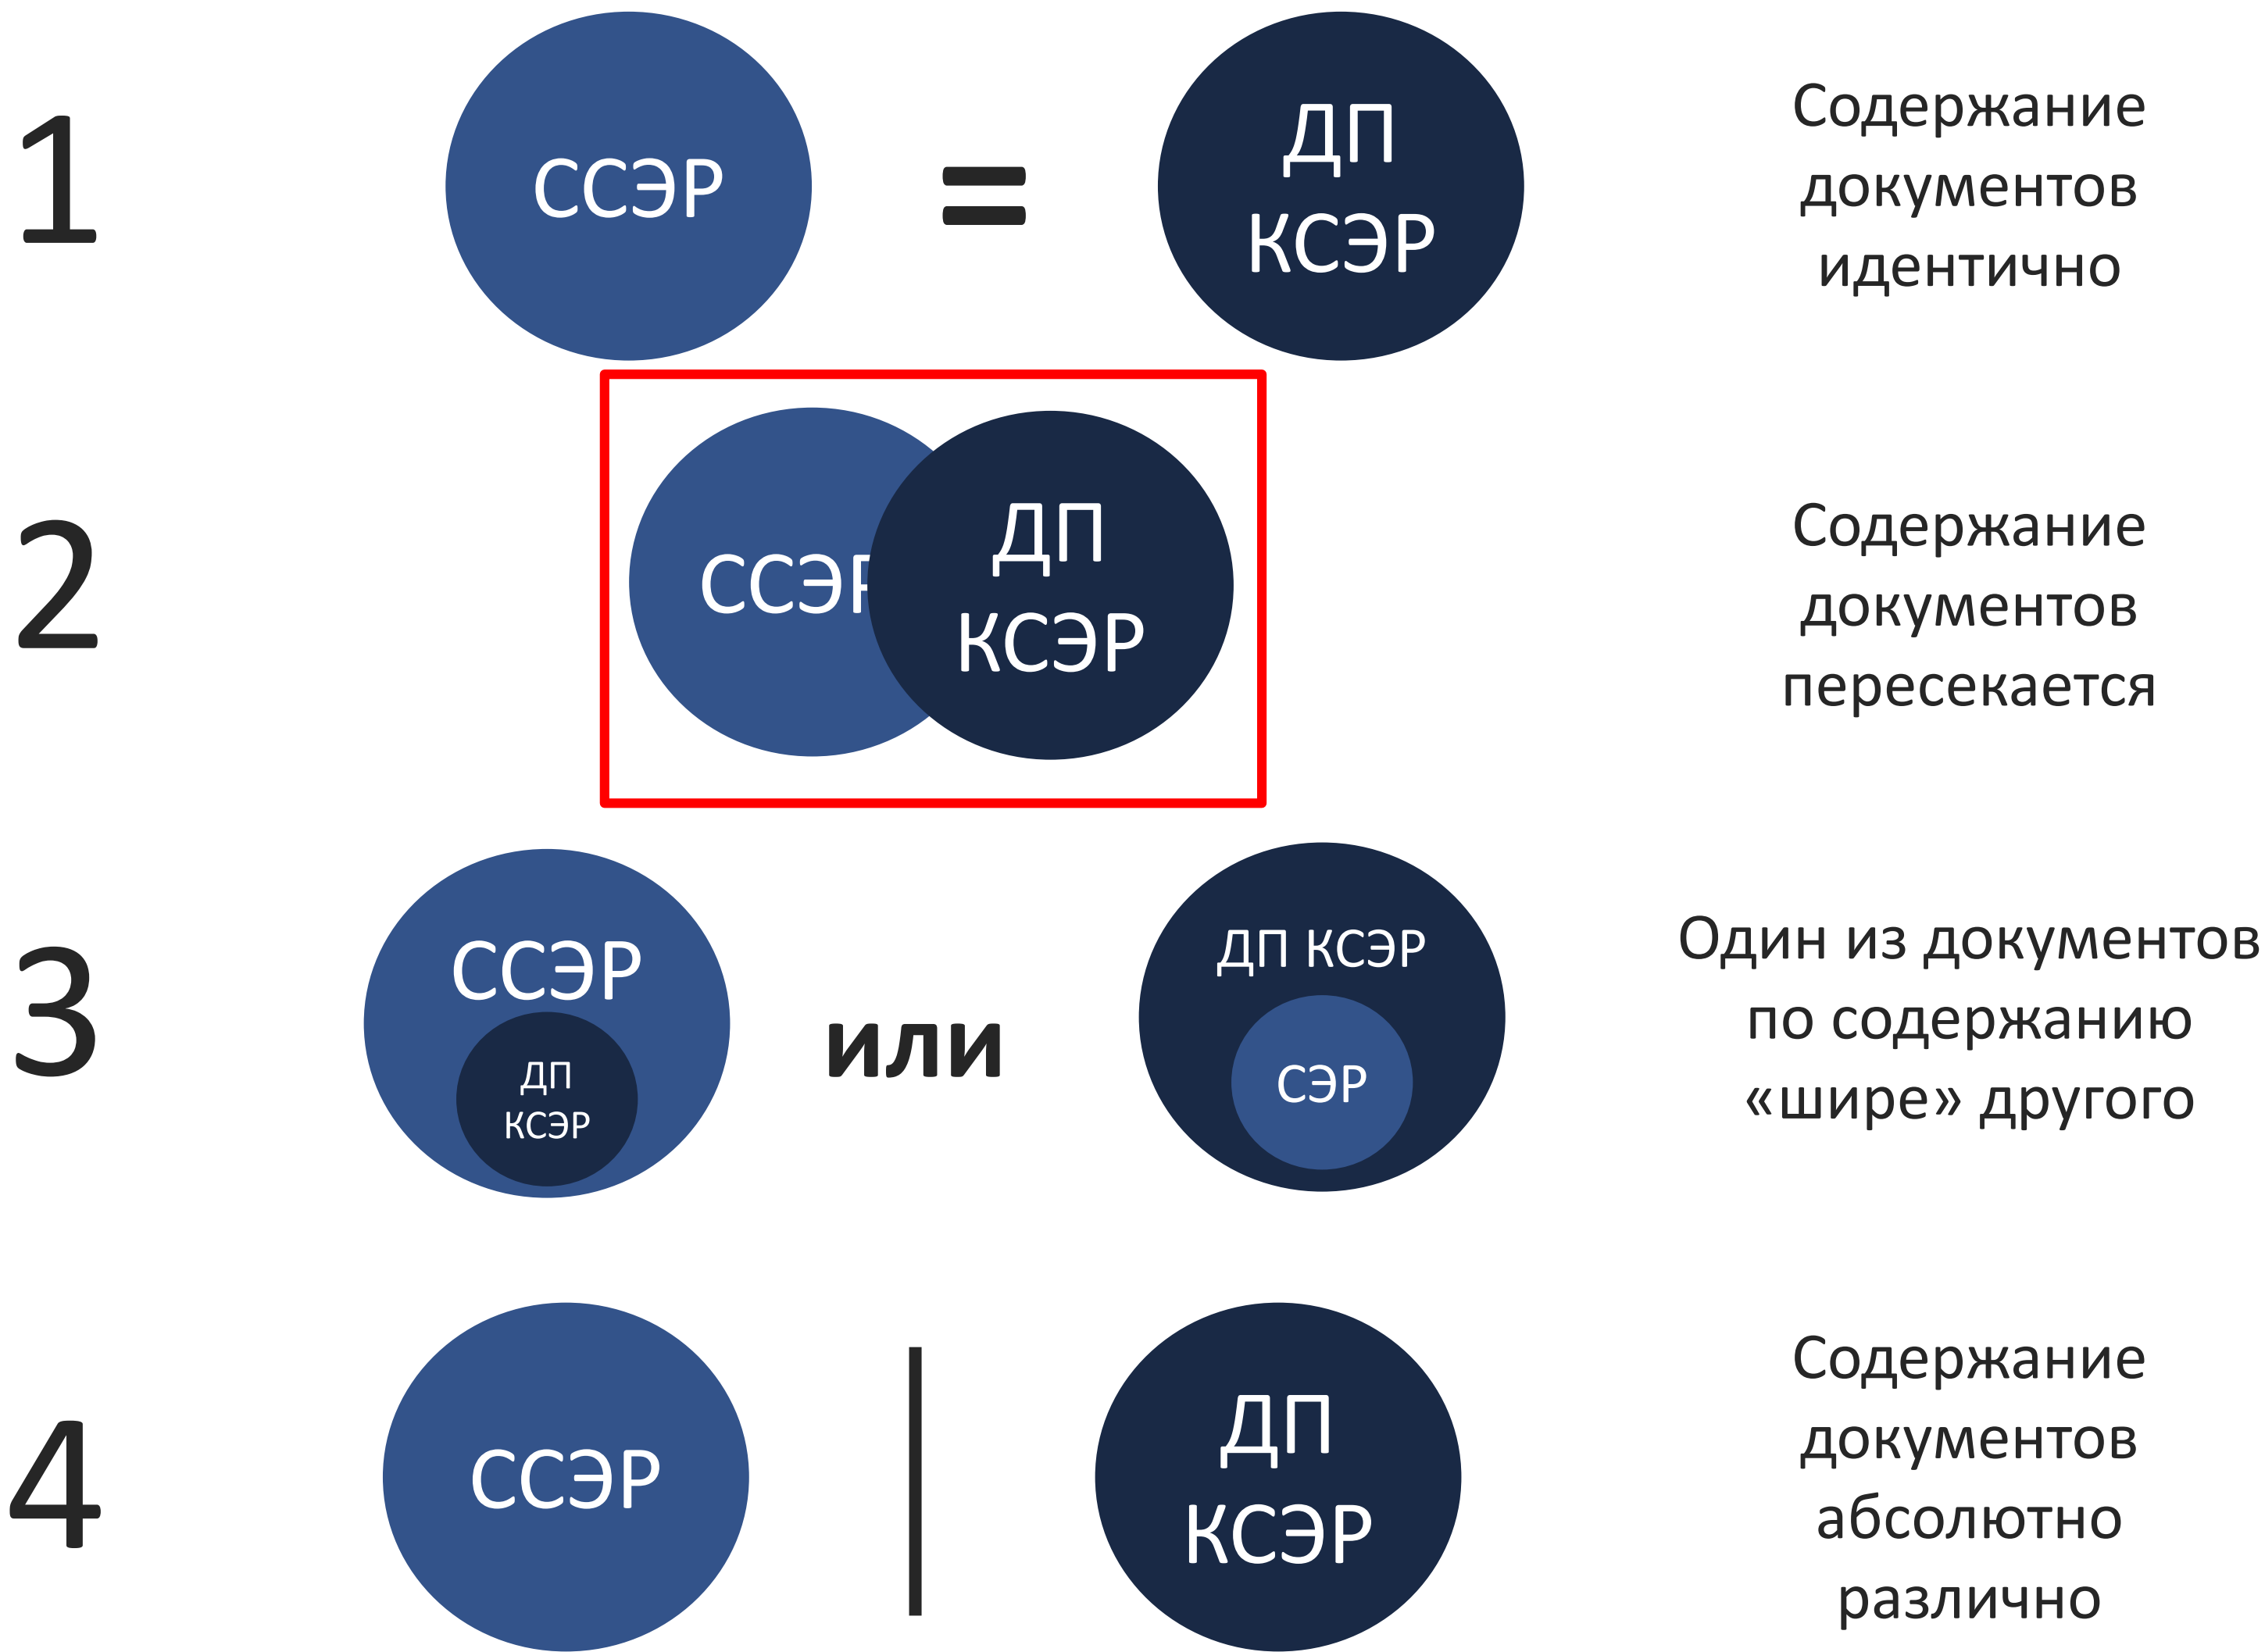 1
ССЭР
=
ДП
КСЭР
Содержание
документов
идентично
2
ССЭР
ДП
КСЭР
Содержание
документов
пересекается
3
ССЭР
ДП
КСЭР
или
ДП КСЭР
СЭР
Один из документов
по содержанию
«шире» другого
4
ССЭР
ДП
КСЭР
Содержание
документов
абсолютно
различно